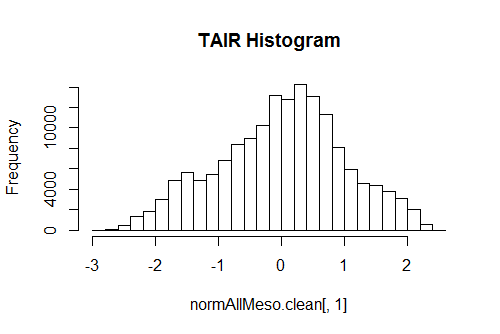 TAIR Histogram
Frequency
10000
4000
0
-3 -2 -1 0 1 2
normAllMeso.clean[, 1]